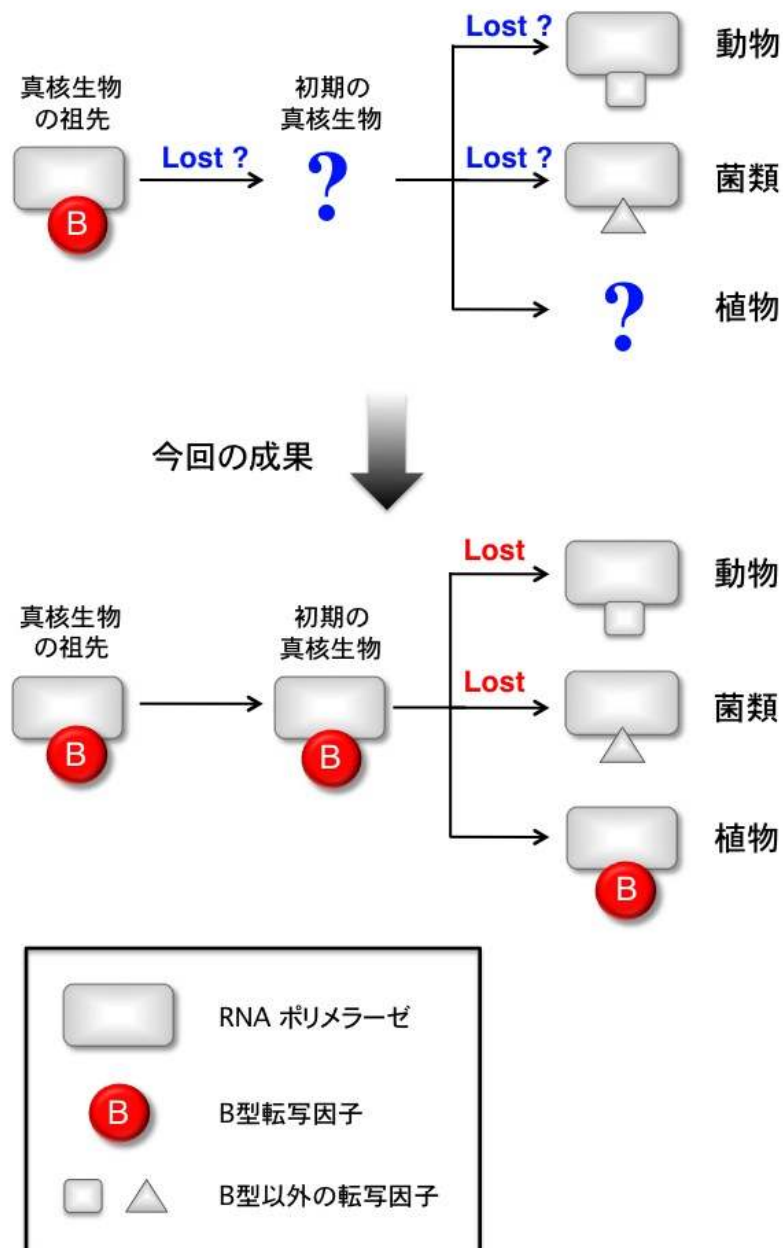 Lost ?
動物
真核生物
の祖先
初期の
真核生物
Lost ?
?
Lost ?
菌類
B
?
植物
今回の成果
Lost
動物
真核生物
の祖先
初期の
真核生物
Lost
菌類
B
B
植物
B
RNA ポリメラーゼ
B
B型転写因子
B型以外の転写因子